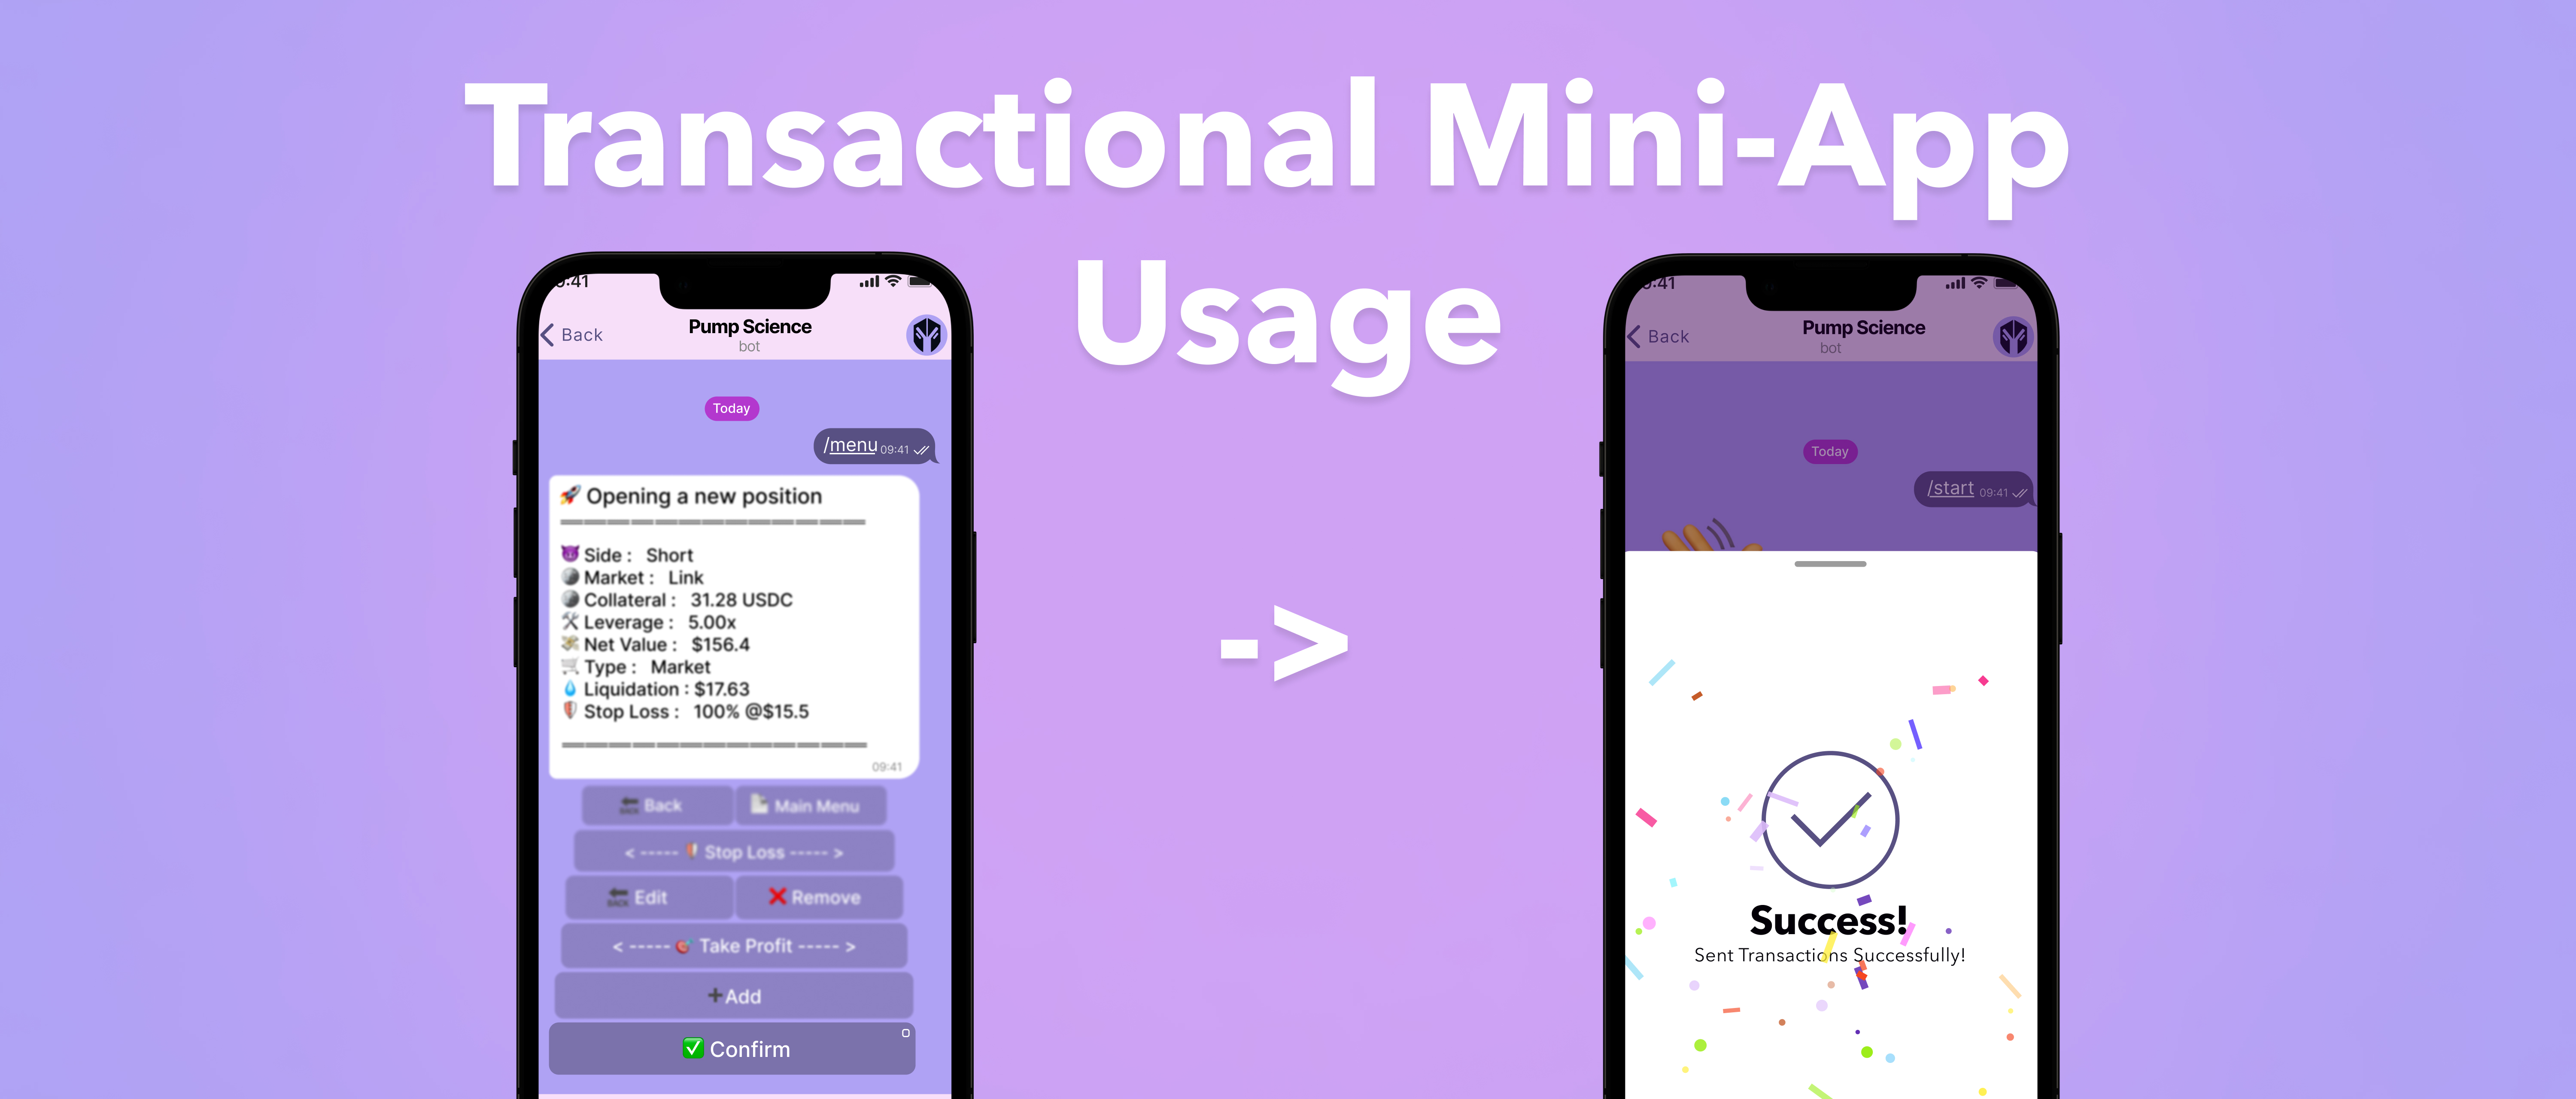 Transactional Mini-App
Usage
:41
Back
Pump Science
bot
Today
/menu 09:41
🚀 Opening a new position
😈 Side : Short
Market : Link
Collateral : 31.28 USDC
🛠 Leverage : 5.00x
💸 Net Value : $156.4
🛒 Type : Market
💧 Liquidation : $17.63
Stop Loss : 100% @$15.5
09:41
🔙 Back
Main Menu
< ----- Stop Loss ----- >
🔙 Edit
❌ Remove
< ----- 🎯 Take Profit ----- >
➕Add
✅ Confirm
->
:41
Back
Pump Science
bot
Today
/start 09:41
Success!
Sent Transactions Successfully!